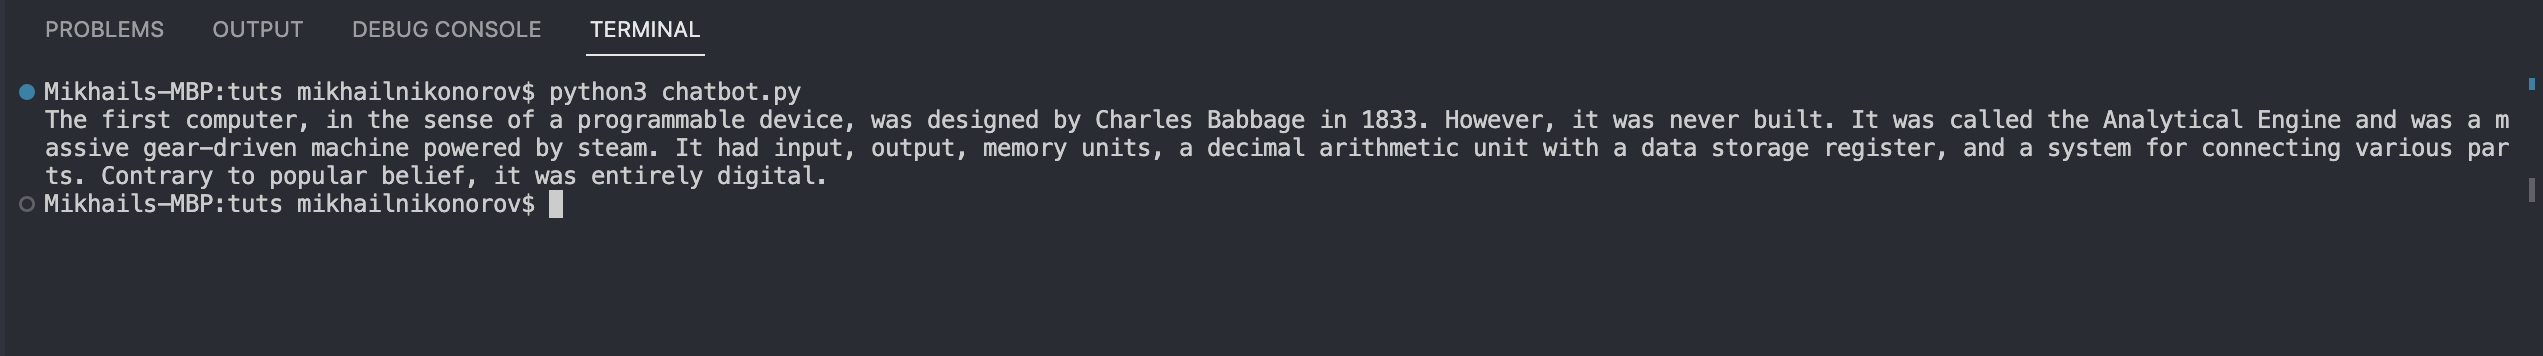 PROBLEMS OUTPUT DEBUG CONSOLE TERMINAL
Mikhails-MBP:tuts mikhailnikonorov$ python3 chatbot.py
The first computer, in the sense of a programmable device, was designed by Charles Babbage in 1833. However, it was never built. It was called the Analytical Engine and was a m
assive gear-driven machine powered by steam. It had input, output, memory units, a decimal arithmetic unit with a data storage register, and a system for connecting various par
ts. Contrary to popular belief, it was entirely digital.
Mikhails-MBP:tuts mikhailnikonorov$